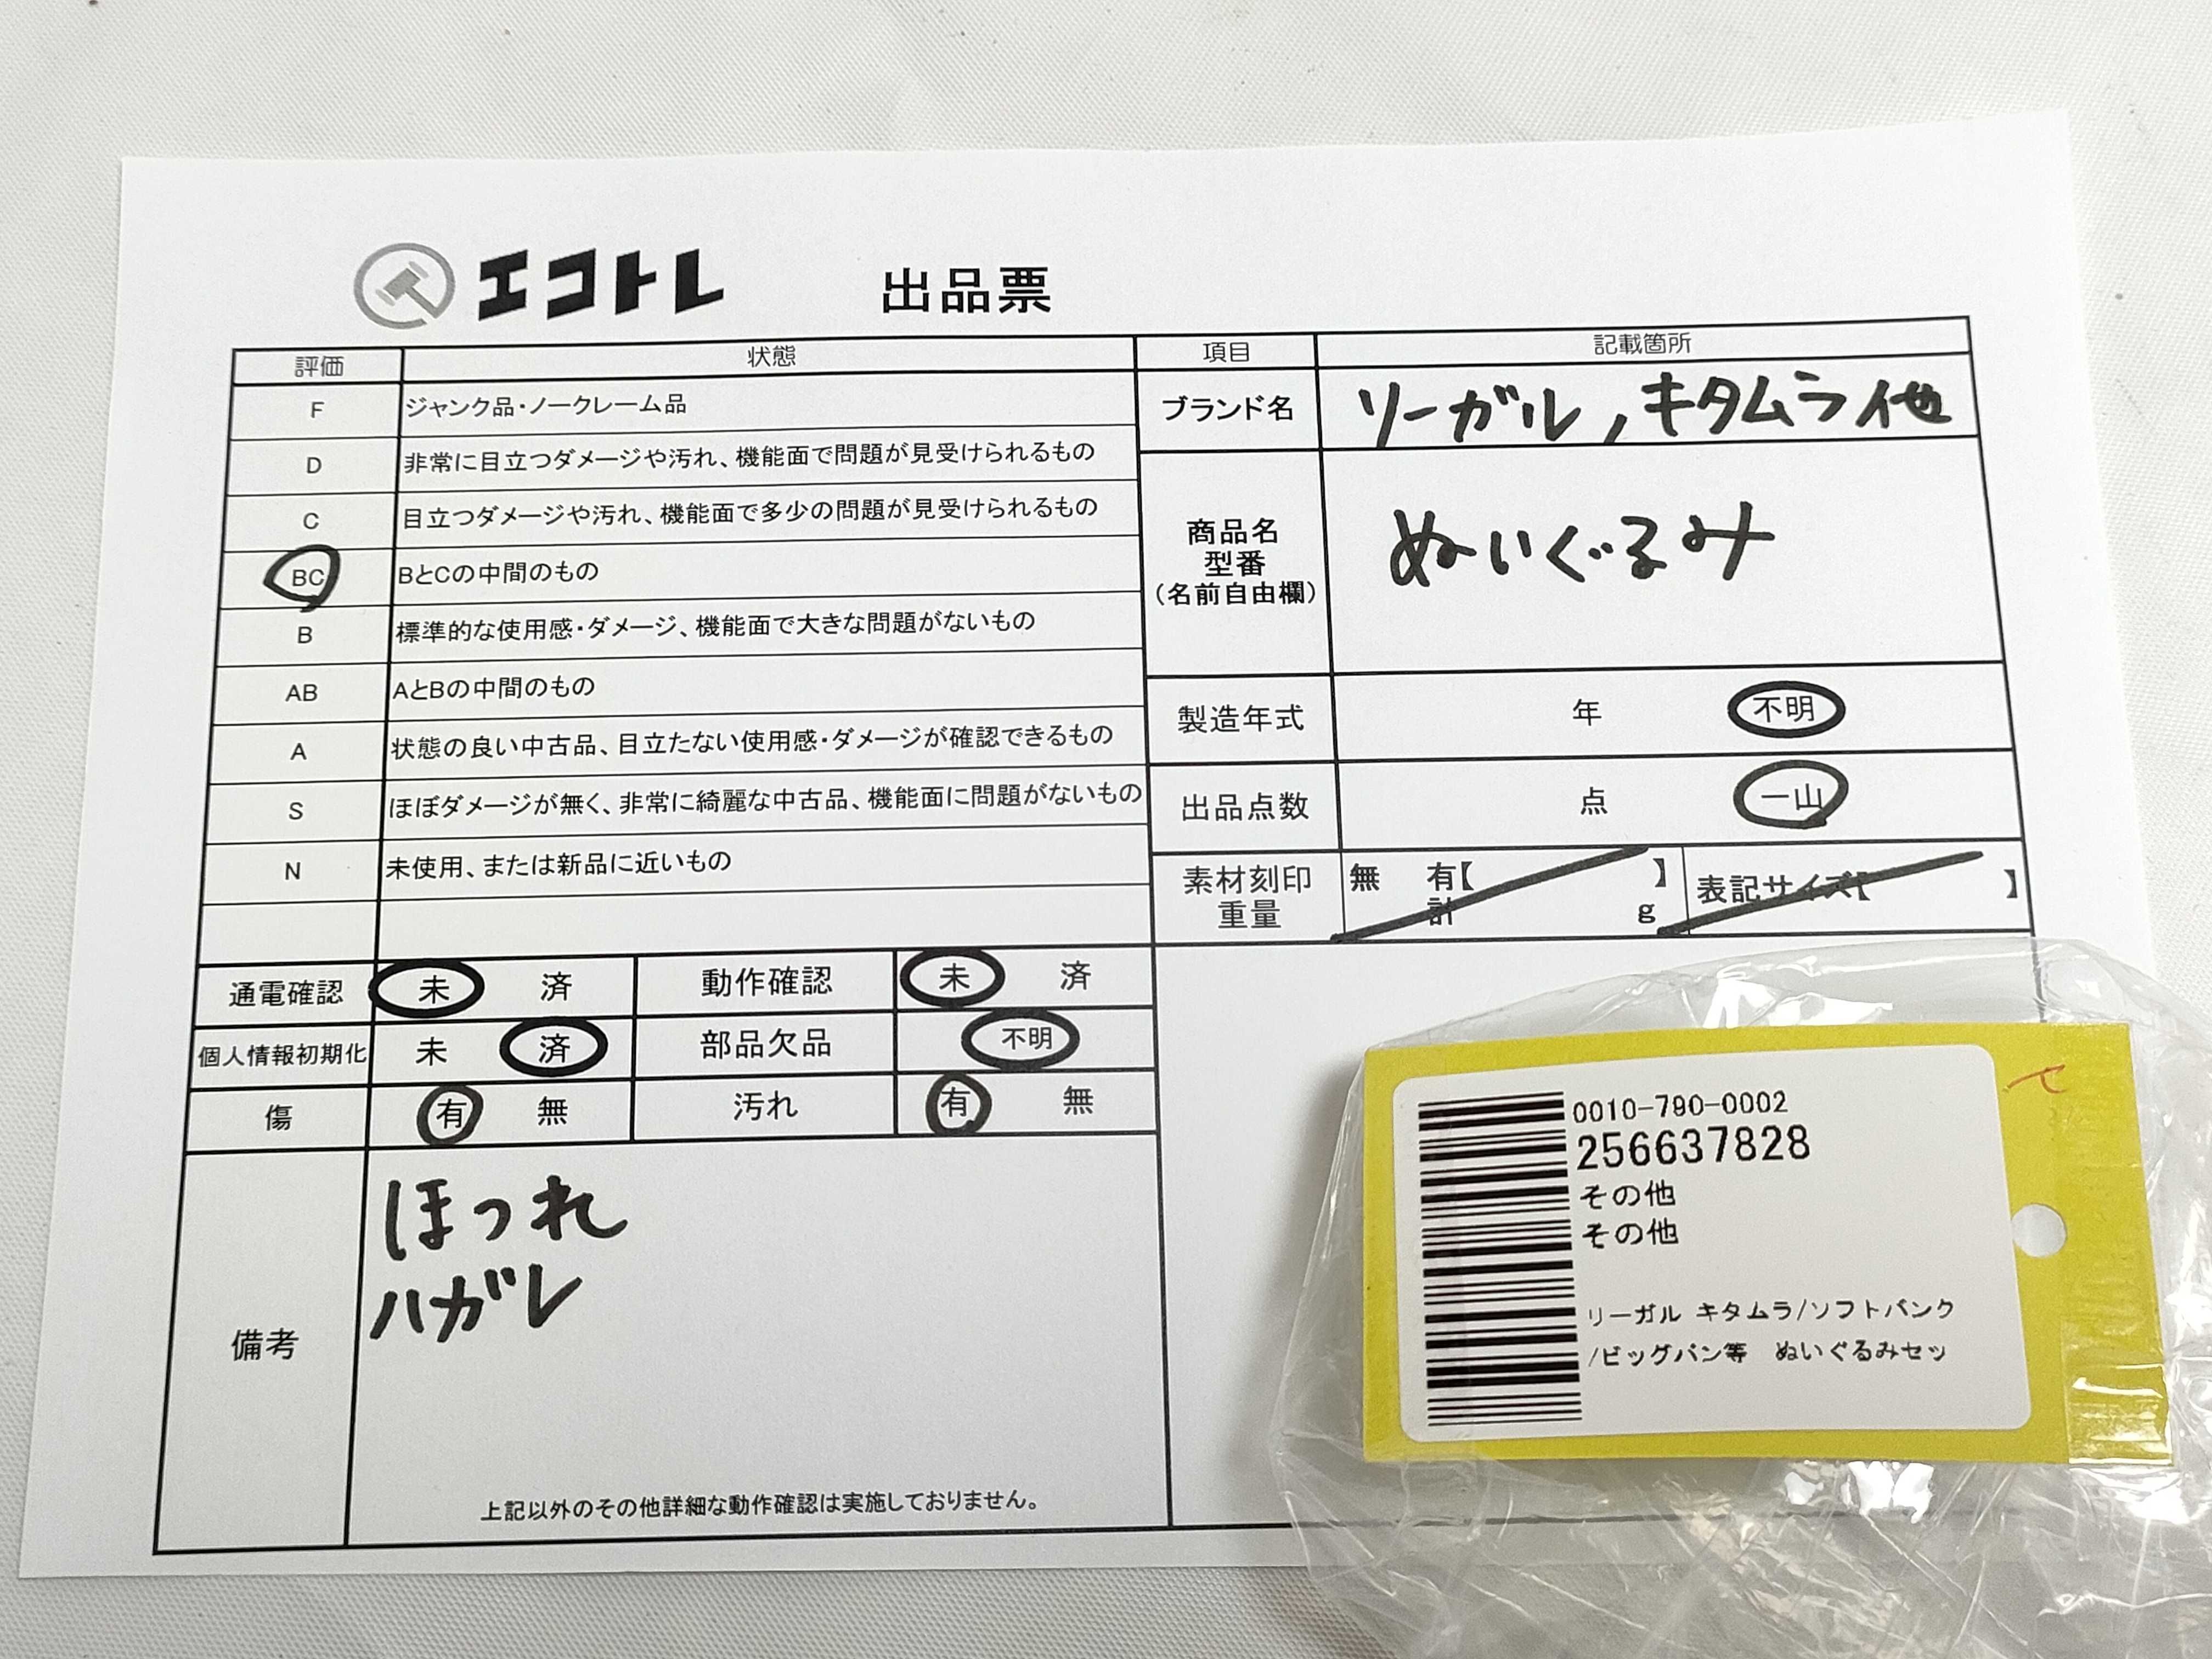 エコトレ 出品票
評価 状態
F ジャンク品・ノークレーム品
D 非常に目立つダメージや汚れ、機能面で問題が見受けられるもの
C 目立つダメージや汚れ、機能面で多少の問題が見受けられるもの
BC BとCの中間のもの
B 標準的な使用感・ダメージ、機能面で大きな問題がないもの
AB AとBの中間のもの
A 状態の良い中古品、目立たない使用感・ダメージが確認できるもの
S ほぼダメージが無く、非常に綺麗な中古品、機能面に問題がないもの
N 未使用、または新品に近いもの
項目 記載箇所
ブランド名 リーガル,キタムラ他
商品名
型番
(名前自由欄)
ぬいぐるみ
製造年式 年 不明
出品点数 点 一山
素材刻印 無 有【 】 表記サイズ【 】
重量 計 g
通電確認 未 済 動作確認 未 済
個人情報初期化 未 済 部品欠品 不明
傷 有 無 汚れ 有 無
備考
ほつれ
ハガレ
上記以外のその他詳細な動作確認は実施しておりません。
0010-790-0002
256637828
その他
その他
リーガル キタムラ/ソフトバンク
/ビッグバン等 ぬいぐるみセッ